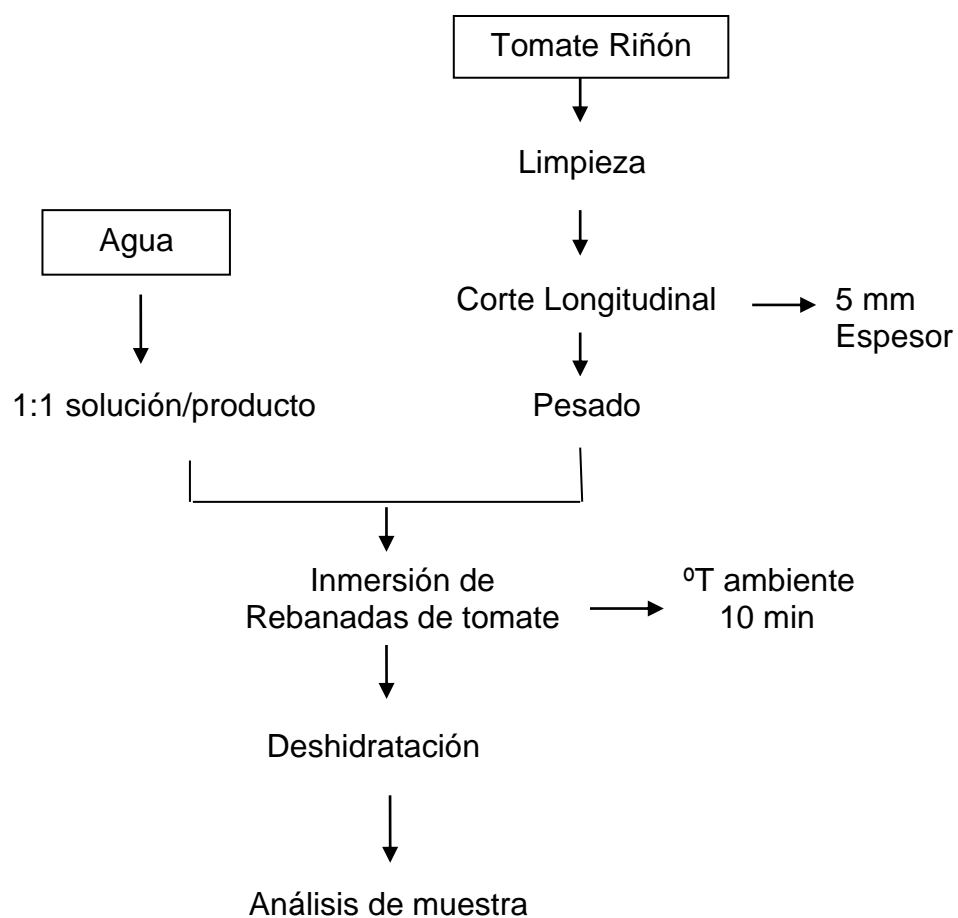 Tomate Riñón
Limpieza
Agua
Corte Longitudinal
5 mm
Espesor
1:1 solución/producto
Pesado
Inmersión de
Rebanadas de tomate
ºT ambiente
10 min
Deshidratación
Análisis de muestra